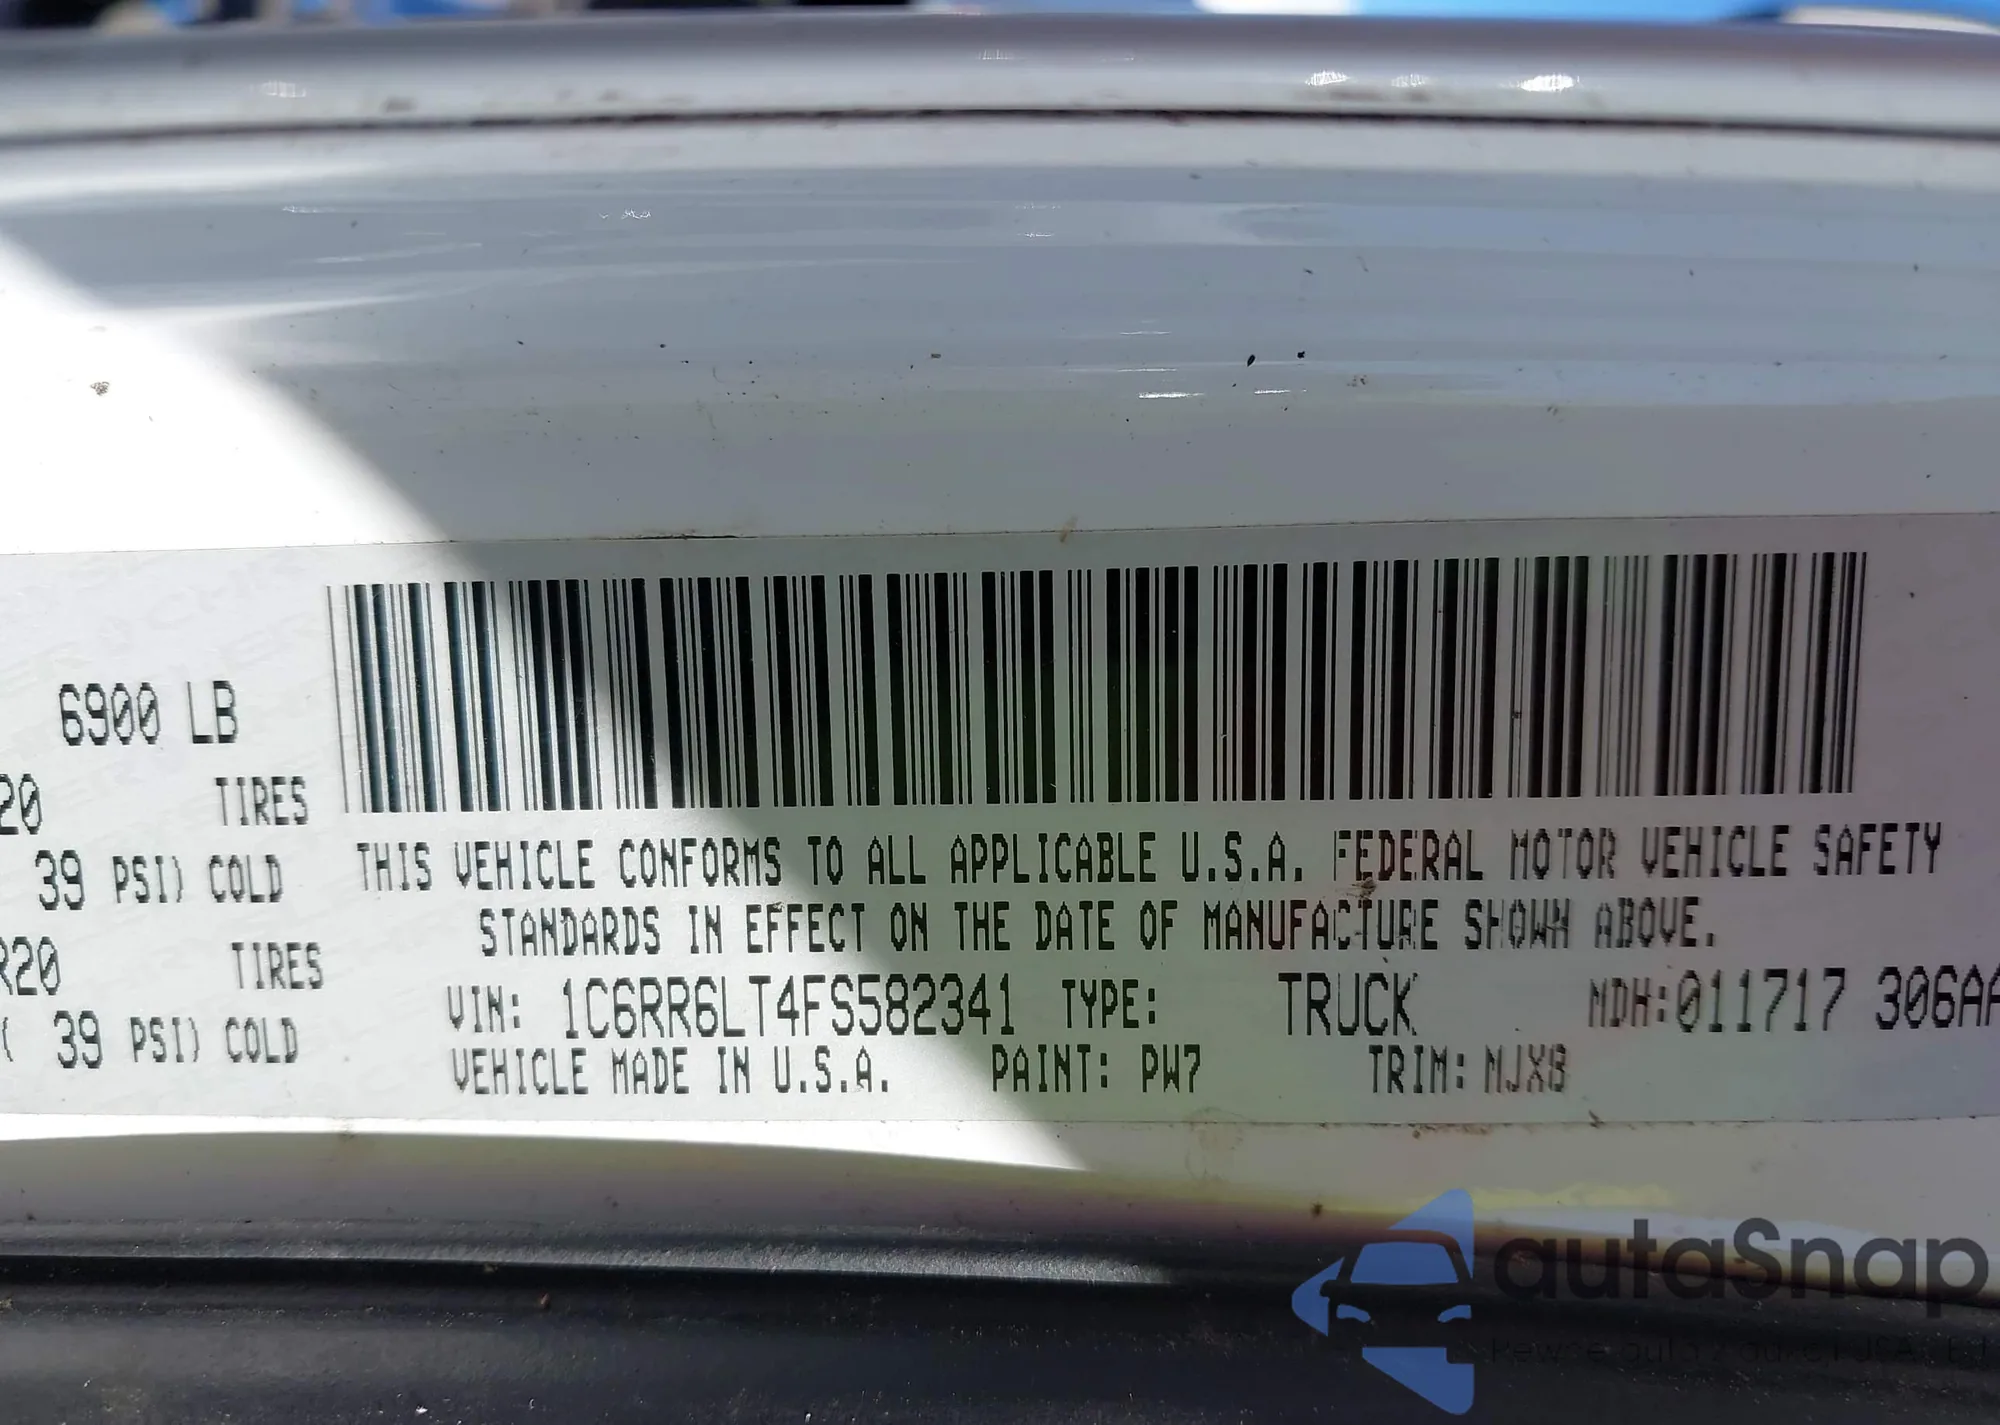 6900 LB
20 TIRES
39 PSI) COLD
R20 TIRES
( 39 PSI) COLD
THIS VEHICLE CONFORMS TO ALL APPLICABLE U.S.A. FEDERAL MOTOR VEHICLE SAFETY
STANDARDS IN EFFECT ON THE DATE OF MANUFACTURE SHOWN ABOVE.
VIN: 1C6RR6LT4FS582341 TYPE: TRUCK MDH:011717 306AA
VEHICLE MADE IN U.S.A. PAINT: PW7 TRIM: MJX8
autoSnap